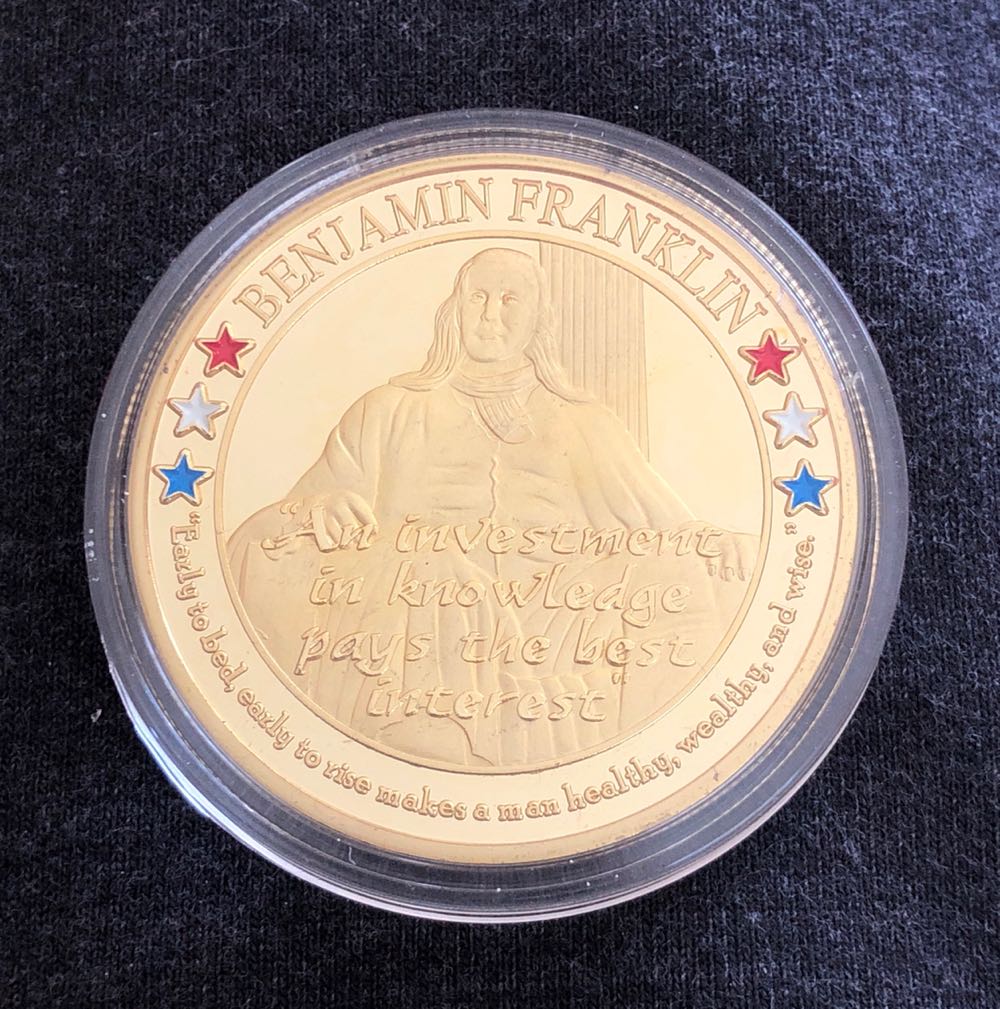 BENJAMIN FRANKLIN
"An investment
in knowledge
pays the best
interest"
"Early to bed, early to rise makes a man healthy, wealthy, and wise."